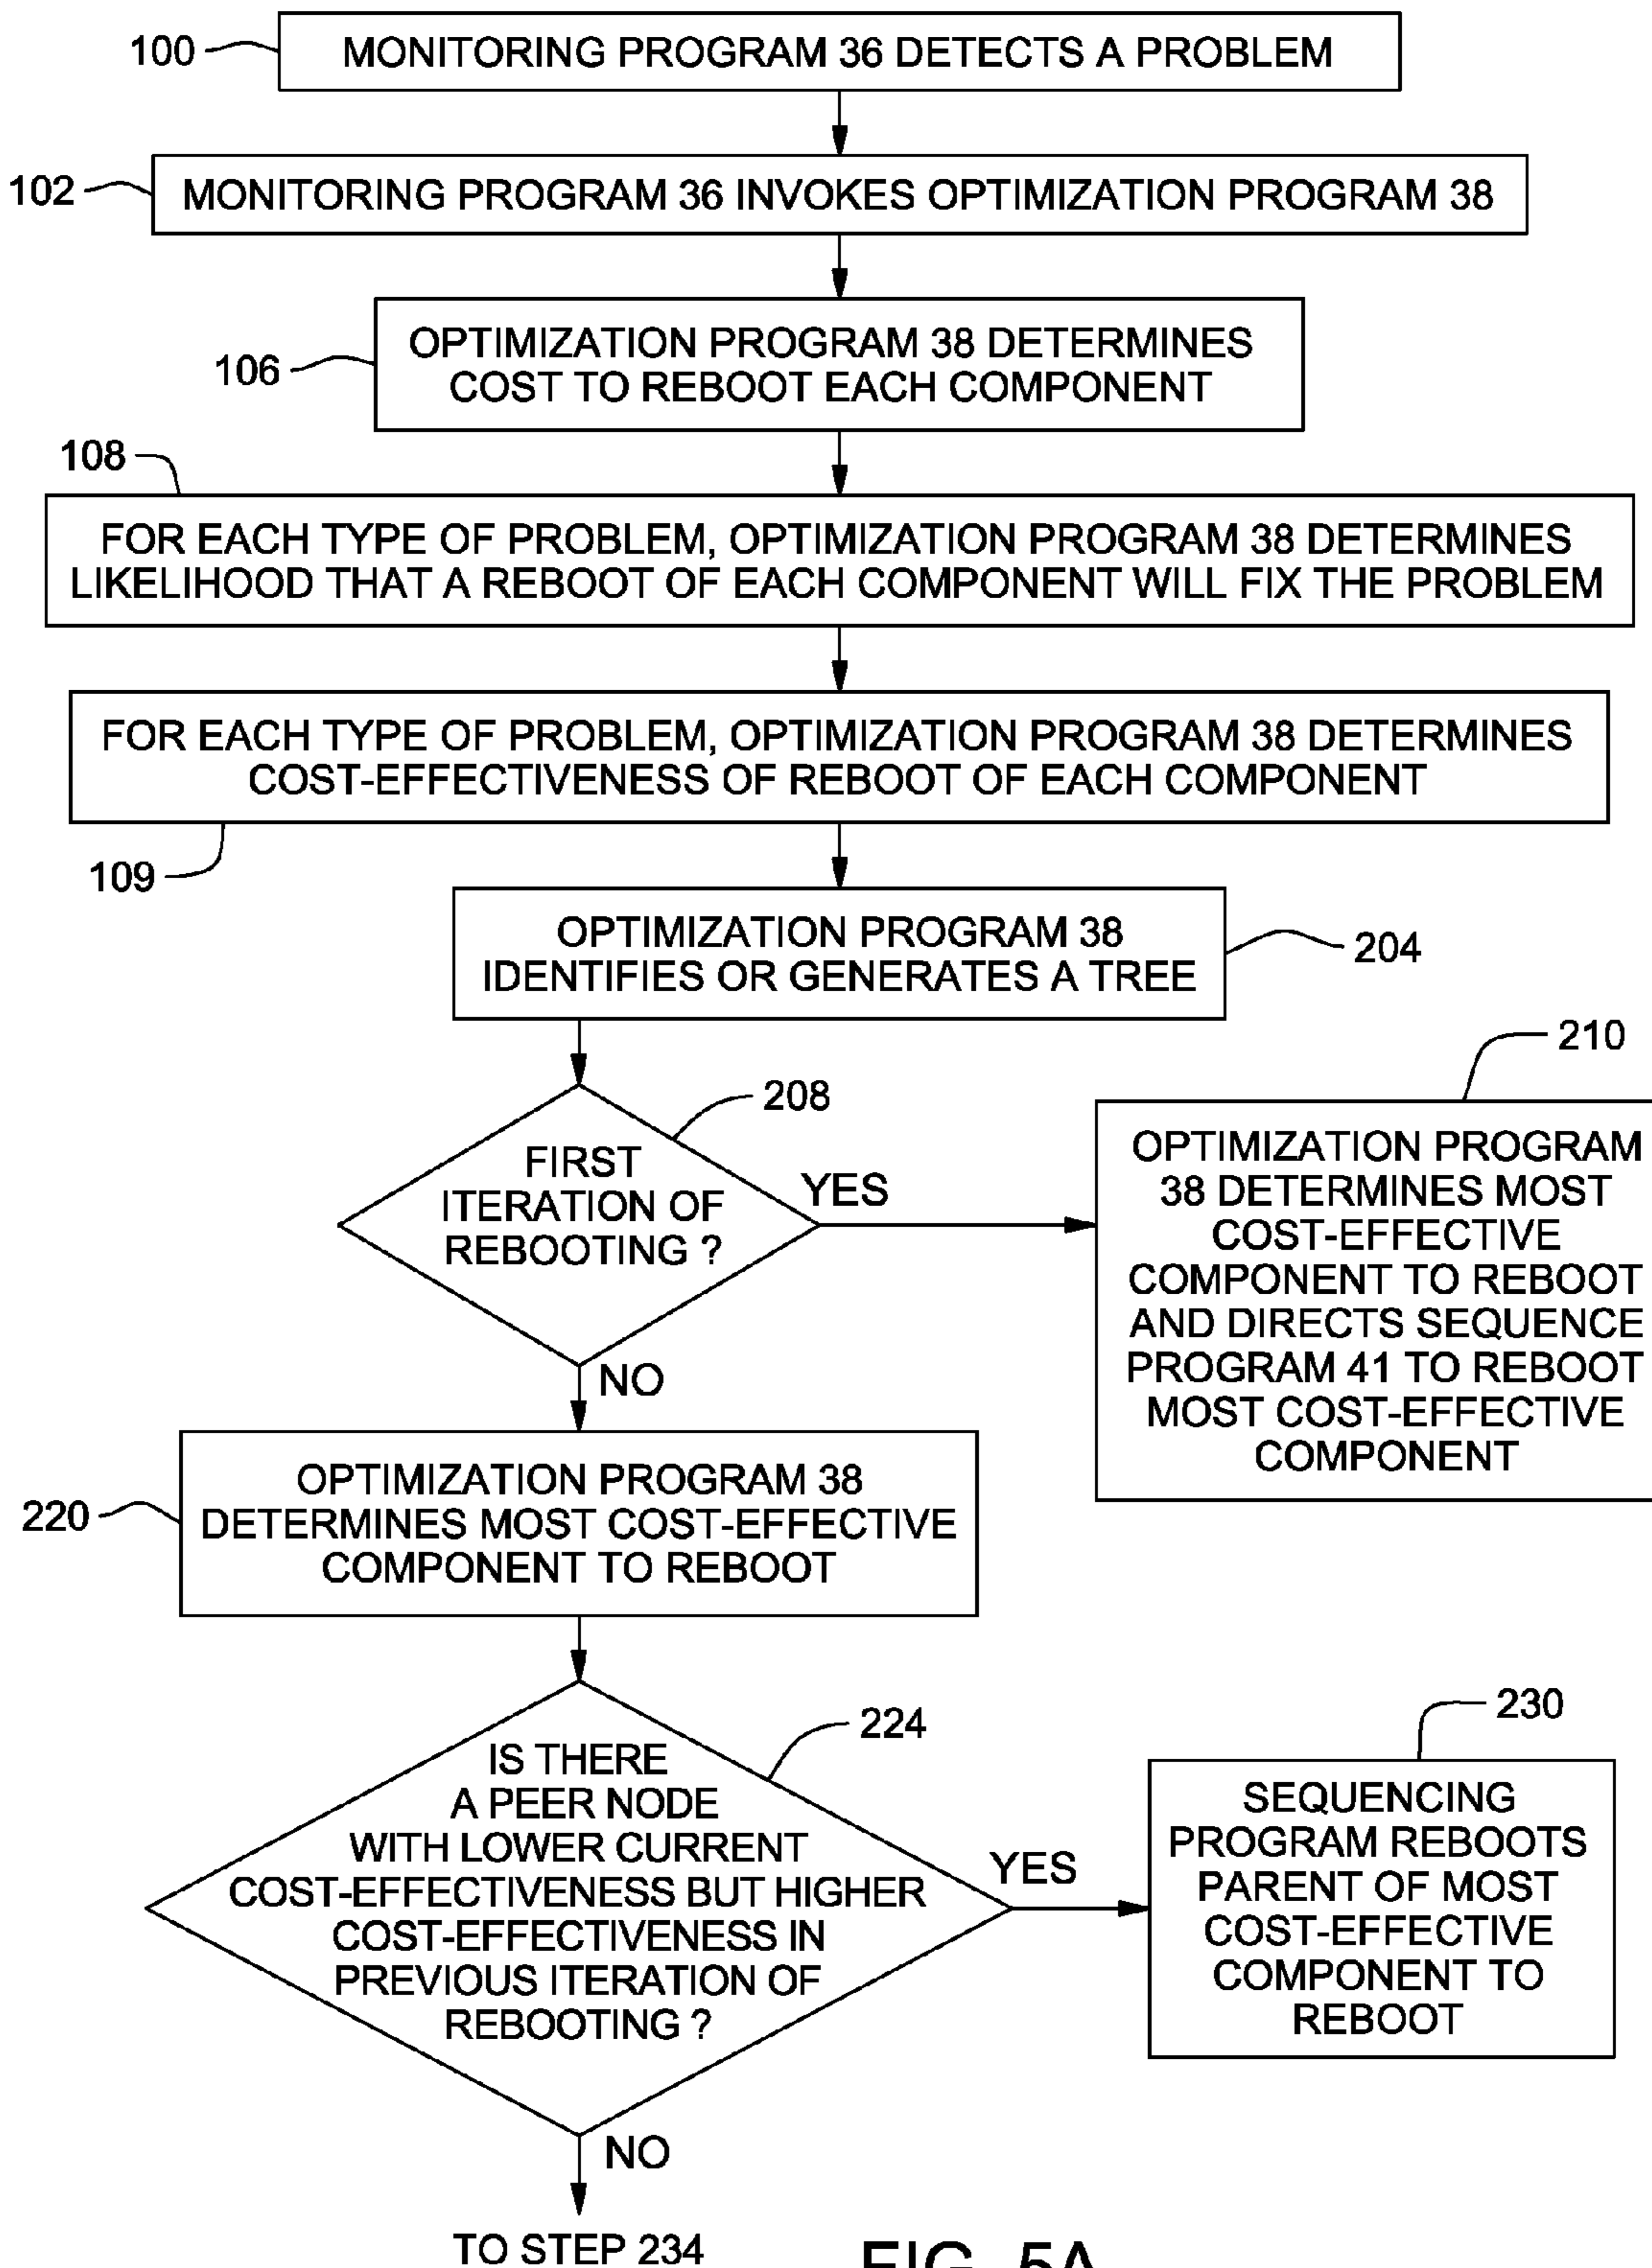 100
MONITORING PROGRAM 36 DETECTS A PROBLEM
102
MONITORING PROGRAM 36 INVOKES OPTIMIZATION PROGRAM 38
106
OPTIMIZATION PROGRAM 38 DETERMINES
COST TO REBOOT EACH COMPONENT
108
FOR EACH TYPE OF PROBLEM, OPTIMIZATION PROGRAM 38 DETERMINES
LIKELIHOOD THAT A REBOOT OF EACH COMPONENT WILL FIX THE PROBLEM
FOR EACH TYPE OF PROBLEM, OPTIMIZATION PROGRAM 38 DETERMINES
COST-EFFECTIVENESS OF REBOOT OF EACH COMPONENT
109
OPTIMIZATION PROGRAM 38
IDENTIFIES OR GENERATES A TREE
204
208
FIRST
ITERATION OF
REBOOTING ?
YES
210
OPTIMIZATION PROGRAM
38 DETERMINES MOST
COST-EFFECTIVE
COMPONENT TO REBOOT
AND DIRECTS SEQUENCE
PROGRAM 41 TO REBOOT
MOST COST-EFFECTIVE
COMPONENT
NO
220
OPTIMIZATION PROGRAM 38
DETERMINES MOST COST-EFFECTIVE
COMPONENT TO REBOOT
224
IS THERE
A PEER NODE
WITH LOWER CURRENT
COST-EFFECTIVENESS BUT HIGHER
COST-EFFECTIVENESS IN
PREVIOUS ITERATION OF
REBOOTING ?
YES
230
SEQUENCING
PROGRAM REBOOTS
PARENT OF MOST
COST-EFFECTIVE
COMPONENT TO
REBOOT
NO
TO STEP 234
FIG. 5A